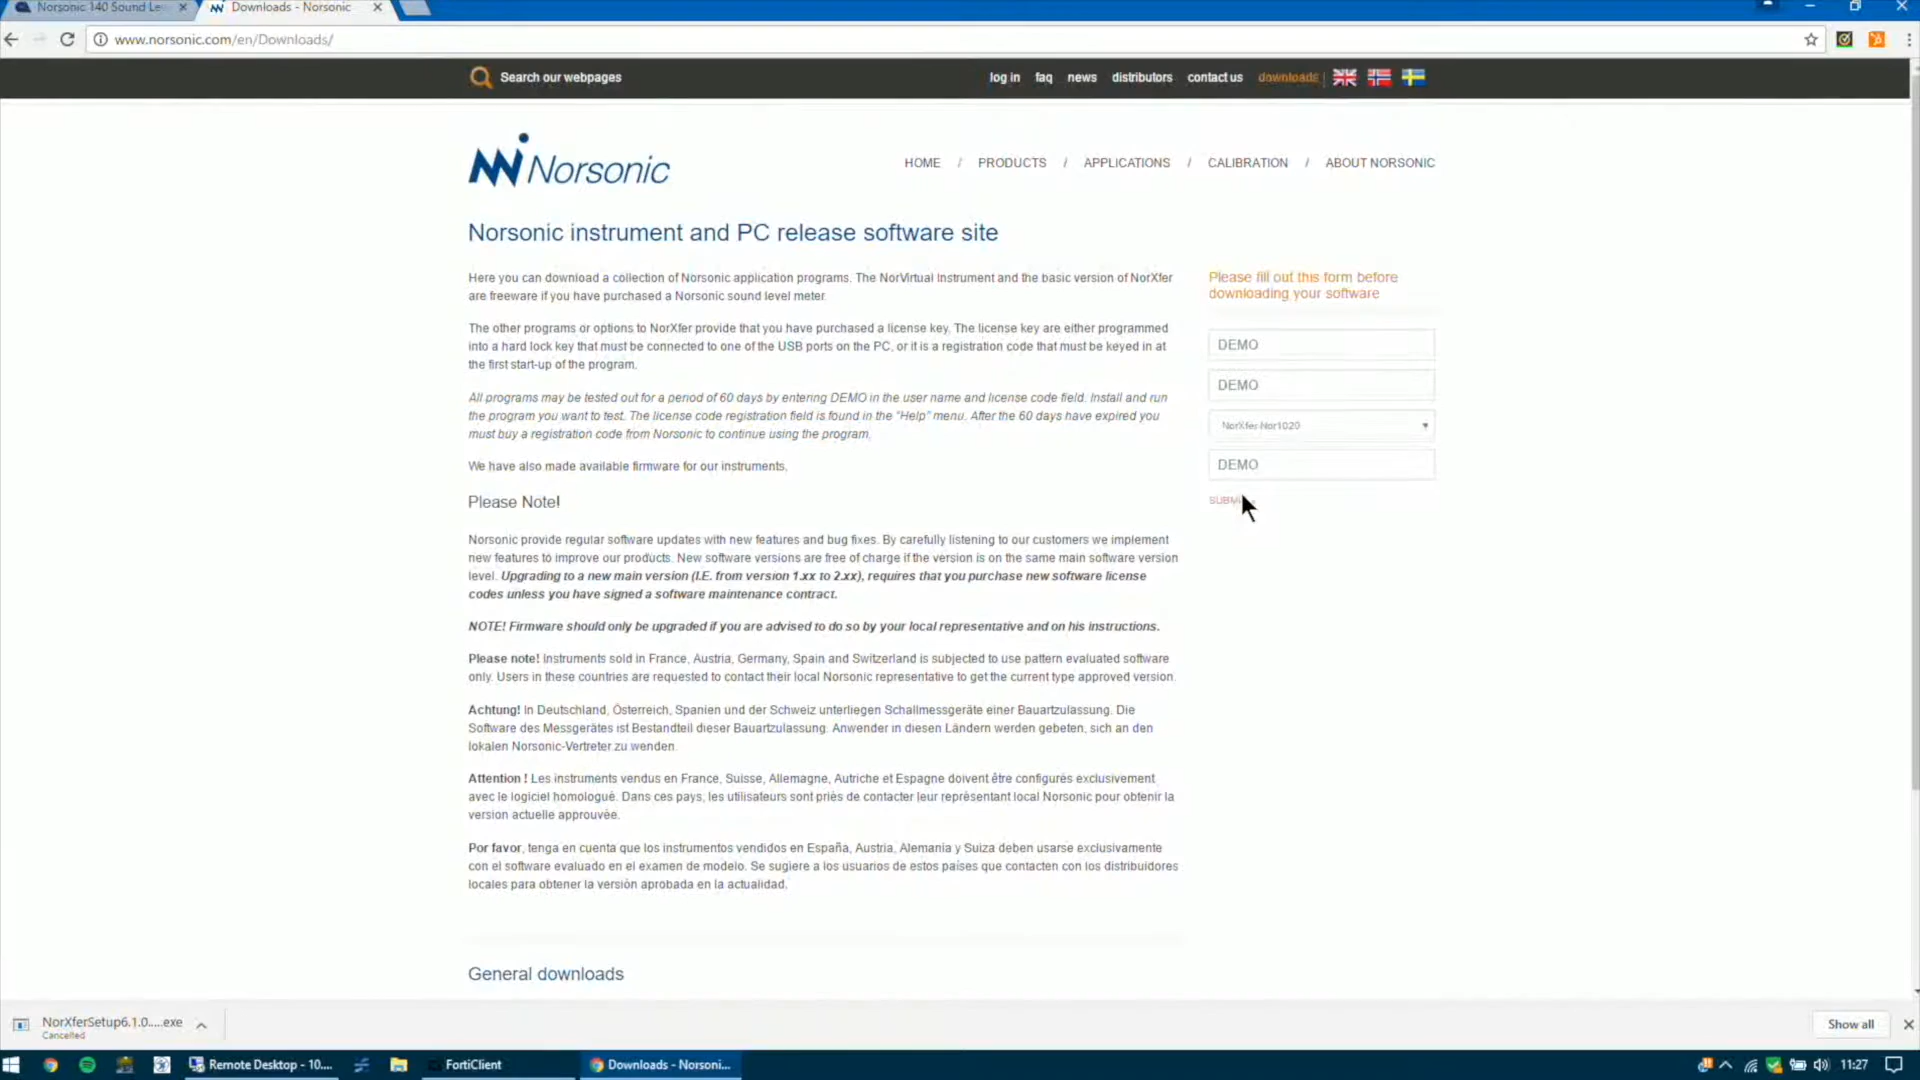 Norsonic 140 Sound Le
Downloads - Norsonic
www.norsonic.com/en/Downloads/
Search our webpages
log in faq news distributors contact us downloads
Norsonic
HOME / PRODUCTS / APPLICATIONS / CALIBRATION / ABOUT NORSONIC
Norsonic instrument and PC release software site
Here you can download a collection of Norsonic application programs. The NorVirtual Instrument and the basic version of NorXfer
are freeware if you have purchased a Norsonic sound level meter
The other programs or options to NorXfer provide that you have purchased a license key. The license key are either programmed
into a hard lock key that must be connected to one of the USB ports on the PC, or it is a registration code that must be keyed in at
the first start-up of the program.
All programs may be tested out for a period of 60 days by entering DEMO in the user name and license code field. Install and run
the program you want to test. The license code registration field is found in the "Help" menu. After the 60 days have expired you
must buy a registration code from Norsonic to continue using the program.
We have also made available firmware for our instruments.
Please Note!
Norsonic provide regular software updates with new features and bug fixes. By carefully listening to our customers we implement
new features to improve our products. New software versions are free of charge if the version is on the same main software version
level. Upgrading to a new main version (I.E. from version 1.xx to 2.xx), requires that you purchase new software license
codes unless you have signed a software maintenance contract.
NOTE! Firmware should only be upgraded if you are advised to do so by your local representative and on his instructions.
Please note! Instruments sold in France, Austria, Germany, Spain and Switzerland is subjected to use pattern evaluated software
only. Users in these countries are requested to contact their local Norsonic representative to get the current type approved version.
Achtung! In Deutschland, Österreich, Spanien und der Schweiz unterliegen Schallmessgeräte einer Bauartzulassung. Die
Software des Messgerätes ist Bestandteil dieser Bauartzulassung. Anwender in diesen Ländern werden gebeten, sich an den
lokalen Norsonic-Vertreter zu wenden.
Attention ! Les instruments vendus en France, Suisse, Allemagne, Autriche et Espagne doivent être configurés exclusivement
avec le logiciel homologué. Dans ces pays, les utilisateurs sont priés de contacter leur représentant local Norsonic pour obtenir la
version actuelle approuvée.
Por favor, tenga en cuenta que los instrumentos vendidos en España, Austria, Alemania y Suiza deben usarse exclusivamente
con el software evaluado en el examen de modelo. Se sugiere a los usuarios de estos países que contacten con los distribuidores
locales para obtener la versión aprobada en la actualidad.
General downloads
Please fill out this form before
downloading your software
DEMO
DEMO
NorXfer Nor1020
DEMO
NorXferSetup6.1.0.....exe
Cancelled
Show all
Remote Desktop - 10....
FortiClient
Downloads - Norsoni...
11:27